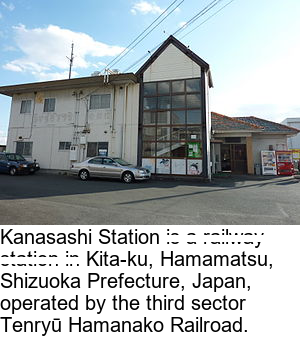 Kanasashi Station is a railway
station in Kita-ku, Hamamatsu,
Shizuoka Prefecture, Japan,
operated by the third sector
Tenryū Hamanako Railroad.